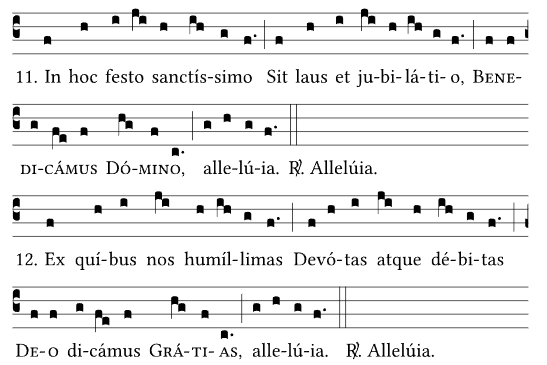 11. In hoc festo sanctís-simo Sit laus et ju-bi-lá-ti-o, BENE-
DI-CÁMUS DÓ-MINO, alle-lú-ia. ℟. Allelúia.
12. Ex quí-bus nos humíl-limas Devó-tas atque dé-bi-tas
DE-O di-cámus GRÁ-TI-AS, alle-lú-ia. ℟. Allelúia.